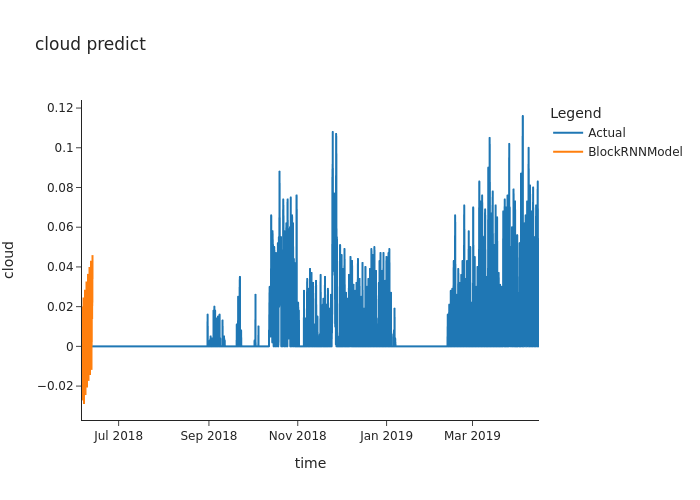 cloud predict
Legend
Actual
BlockRNNModel
cloud
0.12
0.1
0.08
0.06
0.04
0.02
0
−0.02
Jul 2018
Sep 2018
Nov 2018
Jan 2019
Mar 2019
time